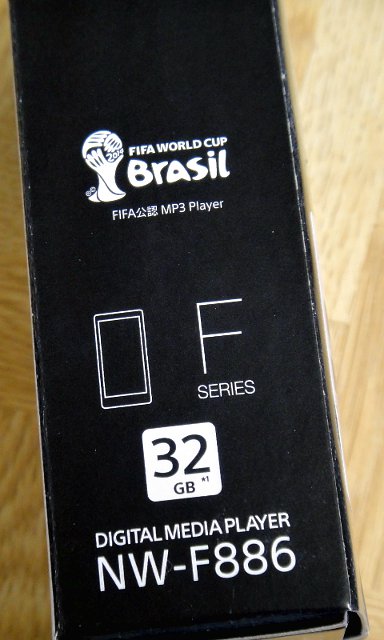 2014
FIFA WORLD CUP
Brasil
FIFA公認 MP3 Player
F
SERIES
32
GB *1
DIGITAL MEDIA PLAYER
NW-F886